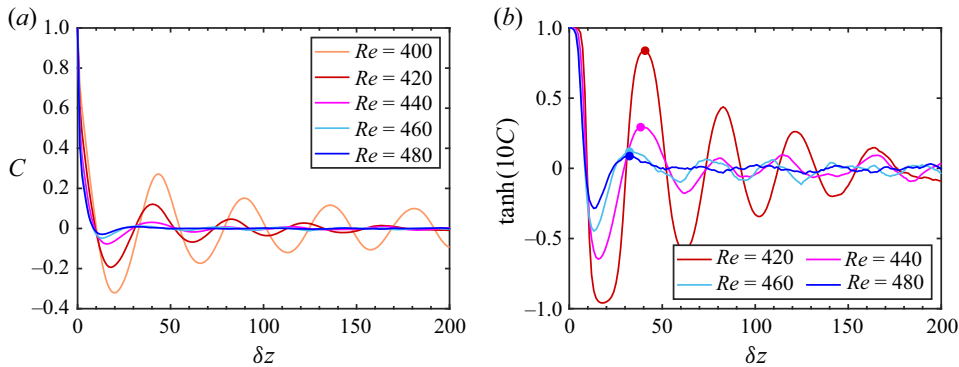 (a)
1.0
0.8
0.6
0.4
0.2
0
–0.2
–0.4
C
Re = 400
Re = 420
Re = 440
Re = 460
Re = 480
0
50
100
150
200
δz
(b)
1.0
0.5
0
–0.5
–1.0
tanh (10C)
Re = 420
Re = 440
Re = 460
Re = 480
0
50
100
150
200
δz